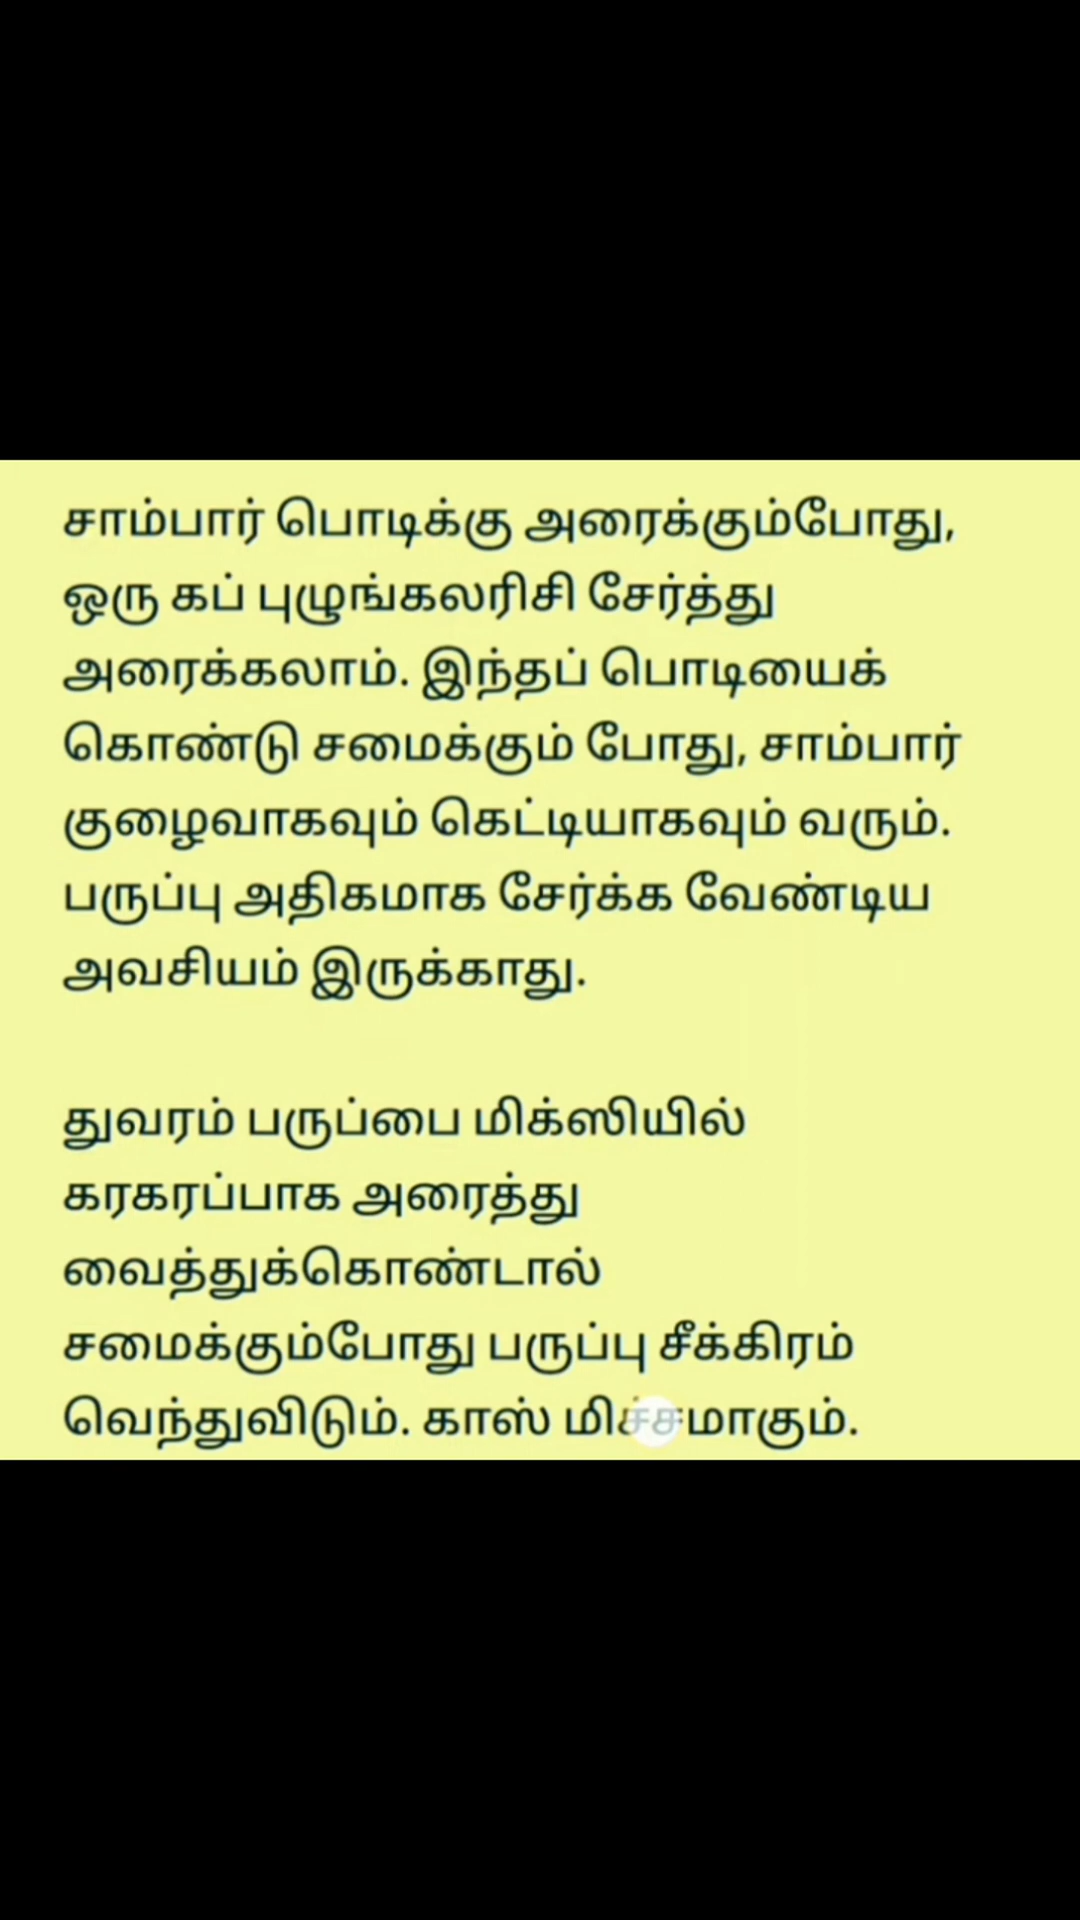 சாம்பார் பொடிக்கு அரைக்கும்போது,
ஒரு கப் புழுங்கலரிசி சேர்த்து
அரைக்கலாம். இந்தப் பொடியைக்
கொண்டு சமைக்கும் போது, சாம்பார்
குழைவாகவும் கெட்டியாகவும் வரும்.
பருப்பு அதிகமாக சேர்க்க வேண்டிய
அவசியம் இருக்காது.
துவரம் பருப்பை மிக்ஸியில்
கரகரப்பாக அரைத்து
வைத்துக்கொண்டால்
சமைக்கும்போது பருப்பு சீக்கிரம்
வெந்துவிடும். காஸ் மிச்சமாகும்.